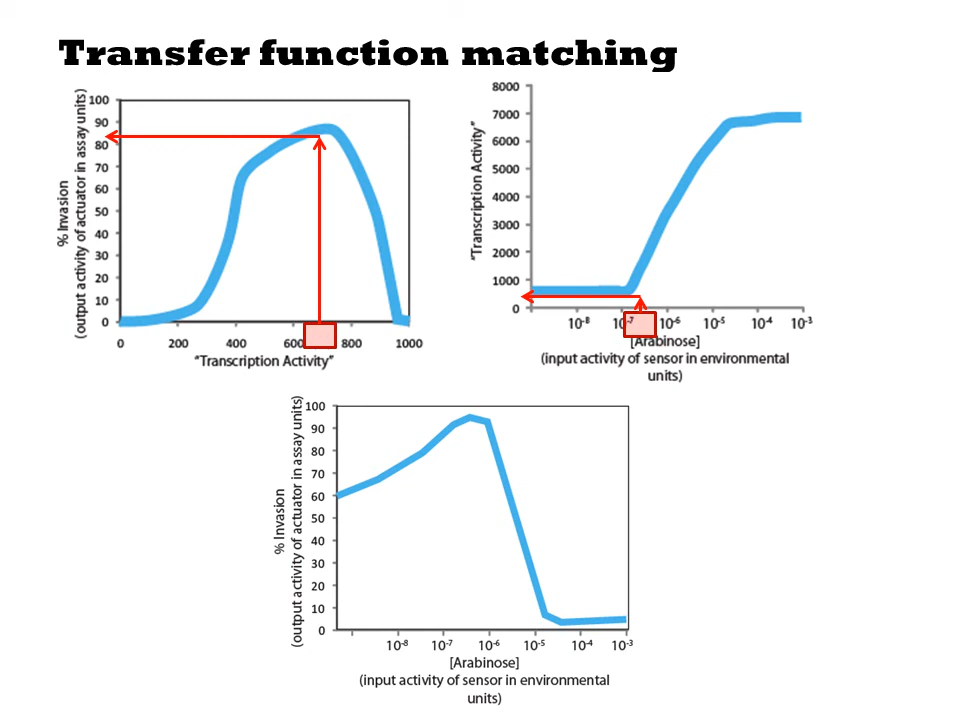 Transfer function matching
% Invasion
(output activity of actuator in assay units)
100
90
80
70
60
50
40
30
20
10
0
0 200 400 600 800 1000
"Transcription Activity"
"Transcription Activity"
8000
7000
6000
5000
4000
3000
2000
1000
0
10-8 10-7 10-6 10-5 10-4 10-3
[Arabinose]
(input activity of sensor in environmental
units)
% Invasion
(output activity of actuator in assay units)
100
90
80
70
60
50
40
30
20
10
0
10-8 10-7 10-6 10-5 10-4 10-3
[Arabinose]
(input activity of sensor in environmental
units)